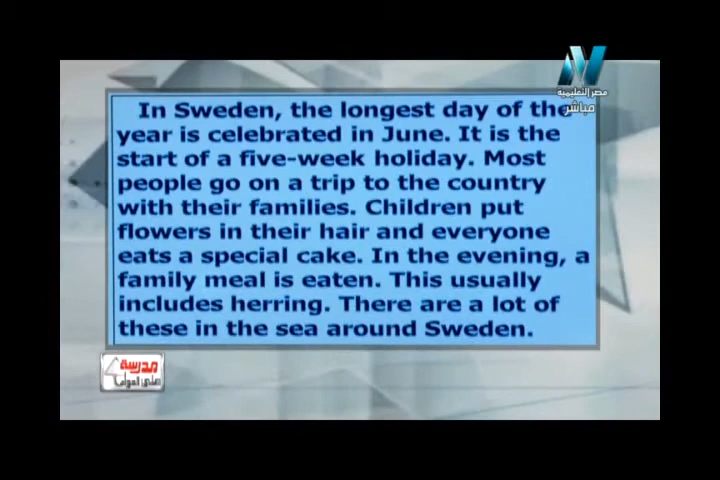 مصر التعليمية
مباشر
In Sweden, the longest day of the
year is celebrated in June. It is the
start of a five-week holiday. Most
people go on a trip to the country
with their families. Children put
flowers in their hair and everyone
eats a special cake. In the evening, a
family meal is eaten. This usually
includes herring. There are a lot of
these in the sea around Sweden.
مدرسة
على الهواء